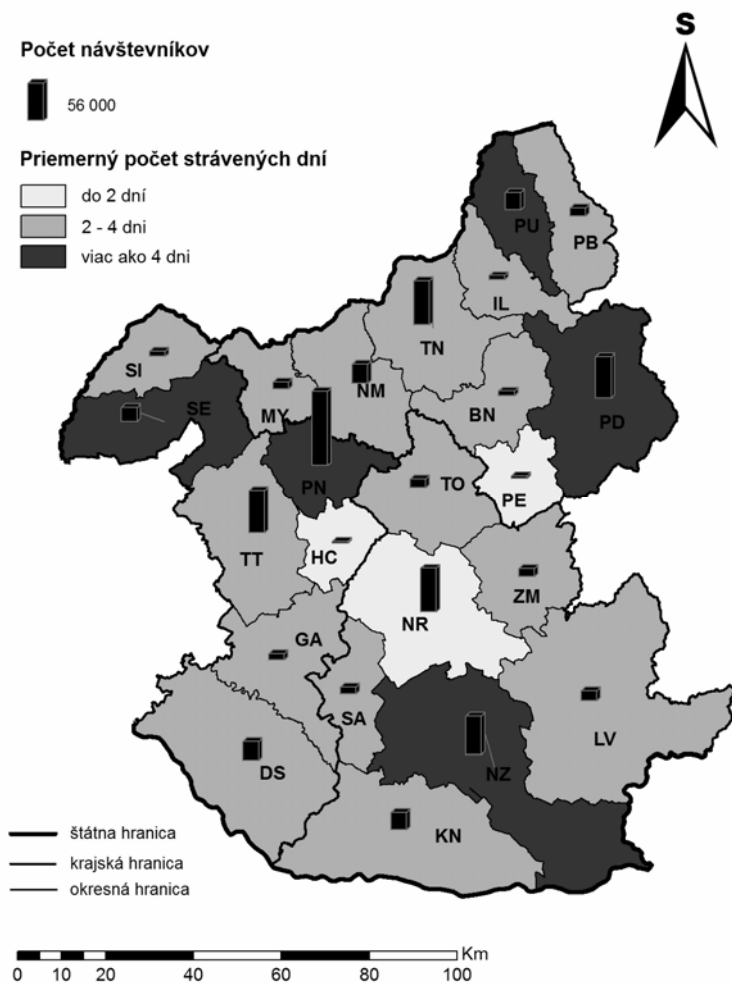 Počet návštevníkov
56 000
Priemerný počet strávených dní
do 2 dní
2 - 4 dni
viac ako 4 dni
S
PU
PB
IL
TN
SI
SE
MY
NM
BN
PD
PN
TO
PE
TT
HC
ZM
NR
GA
SA
LV
DS
NZ
KN
štátna hranica
krajská hranica
okresná hranica
Km
0 10 20 40 60 80 100